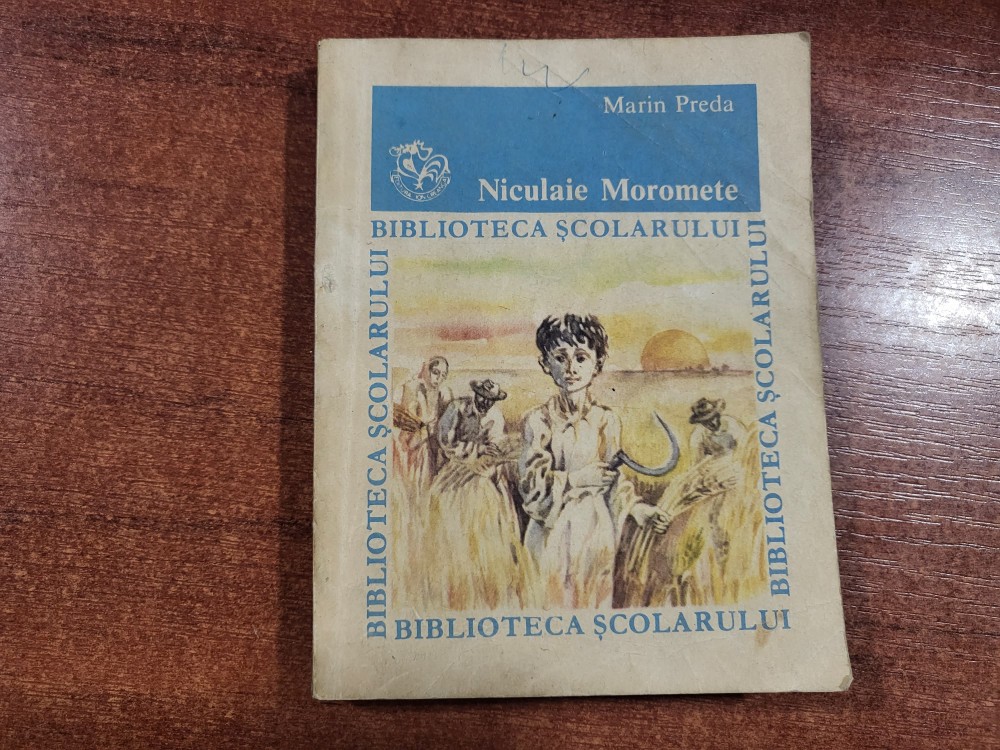 Marin Preda
Niculaie Moromete
BIBLIOTECA ȘCOLARULUI
BIBLIOTECA ȘCOLARULUI
BIBLIOTECA ȘCOLARULUI
BIBLIOTECA ȘCOLARULUI